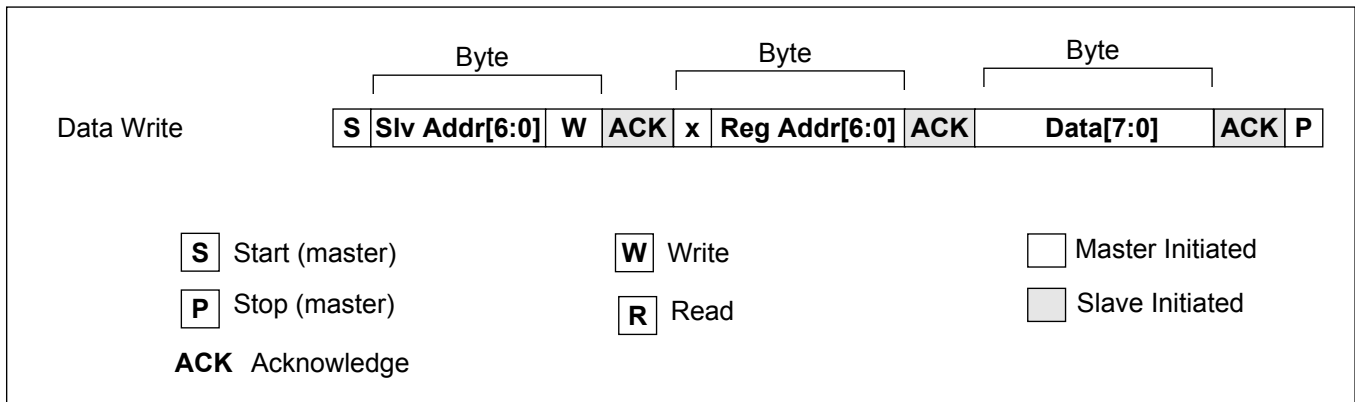 Byte Byte Byte
Data Write S Slv Addr[6:0] W ACK x Reg Addr[6:0] ACK Data[7:0] ACK P
S Start (master) W Write Master Initiated
P Stop (master) R Read Slave Initiated
ACK Acknowledge